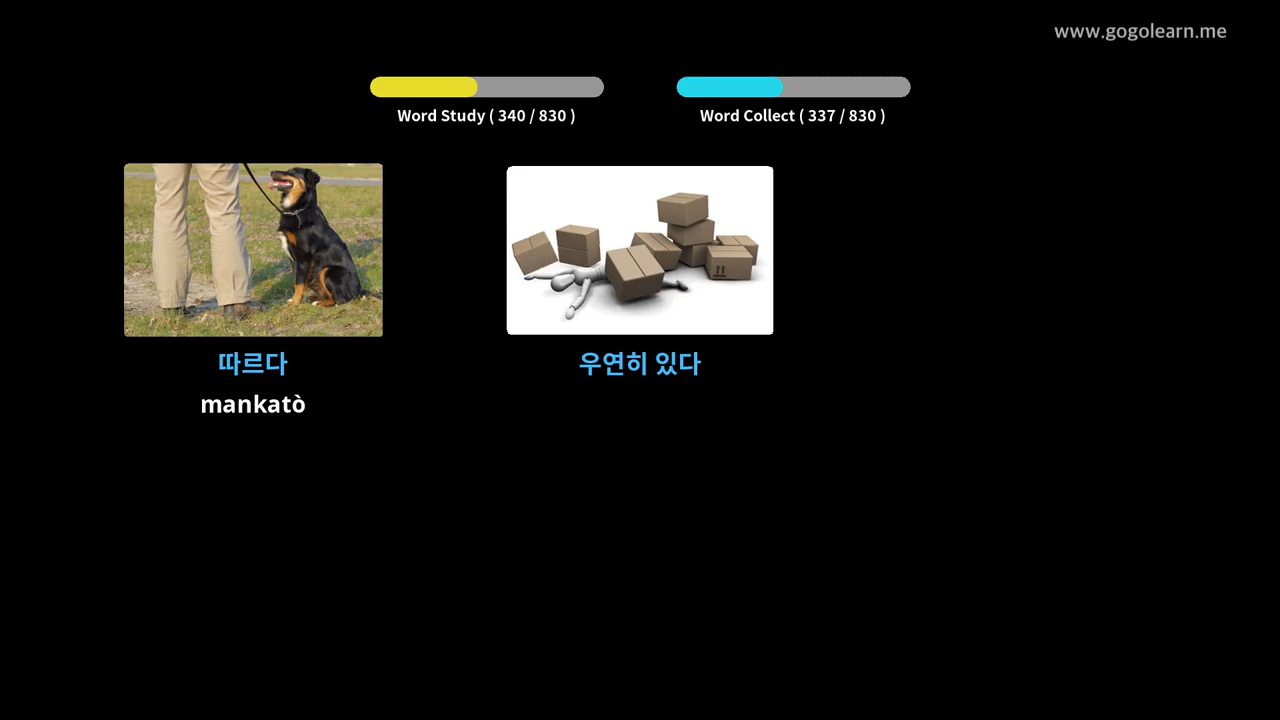 www.gogolearn.me
Word Study ( 340 / 830 )
Word Collect ( 337 / 830 )
따르다
우연히 있다
mankatò